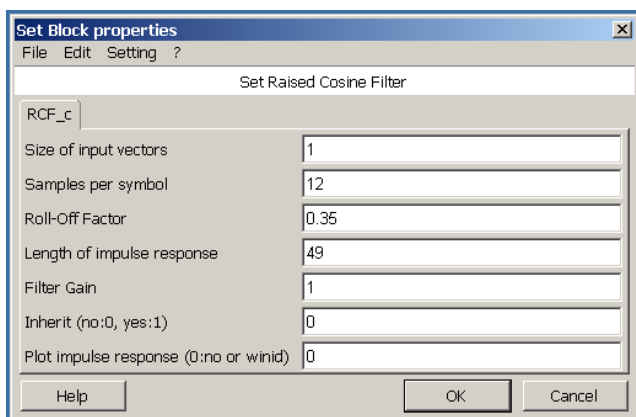 Set Block properties
File Edit Setting ?
Set Raised Cosine Filter
RCF_c
Size of input vectors 1
Samples per symbol 12
Roll-Off Factor 0.35
Length of impulse response 49
Filter Gain 1
Inherit (no:0, yes:1) 0
Plot impulse response (0:no or winid) 0
Help OK Cancel